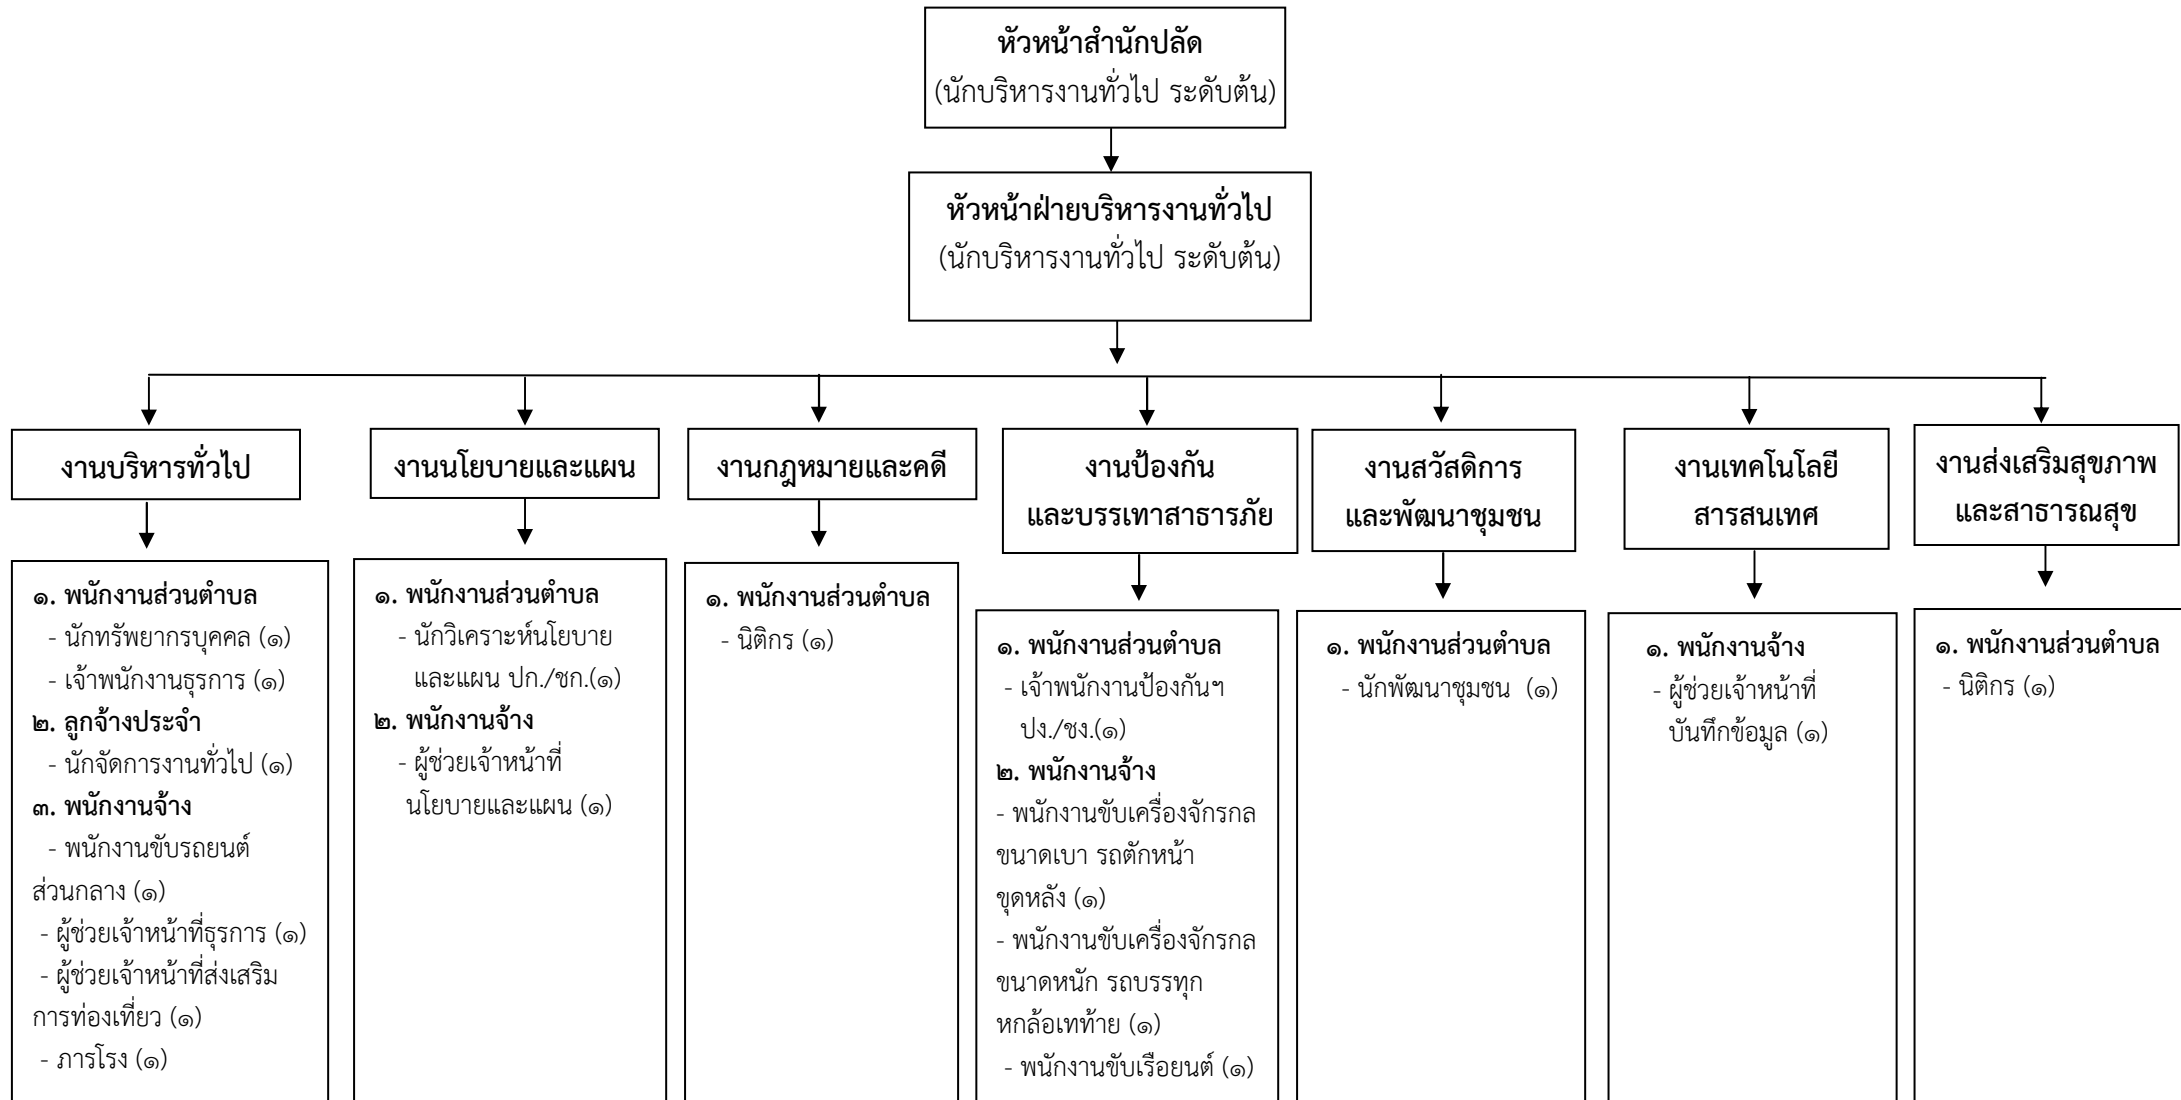 หัวหน้าสำนักปลัด
(นักบริหารงานทั่วไป ระดับต้น)
หัวหน้าฝ่ายบริหารงานทั่วไป
(นักบริหารงานทั่วไป ระดับต้น)
งานบริหารทั่วไป
๑. พนักงานส่วนตำบล
- นักทรัพยากรบุคคล (๑)
- เจ้าพนักงานธุรการ (๑)
๒. ลูกจ้างประจำ
- นักจัดการงานทั่วไป (๑)
๓. พนักงานจ้าง
- พนักงานขับรถยนต์
ส่วนกลาง (๑)
- ผู้ช่วยเจ้าหน้าที่ธุรการ (๑)
- ผู้ช่วยเจ้าหน้าที่ส่งเสริม
การท่องเที่ยว (๑)
- ภารโรง (๑)
งานนโยบายและแผน
๑. พนักงานส่วนตำบล
- นักวิเคราะห์นโยบาย
และแผน ปก./ชก.(๑)
๒. พนักงานจ้าง
- ผู้ช่วยเจ้าหน้าที่
นโยบายและแผน (๑)
งานกฎหมายและคดี
๑. พนักงานส่วนตำบล
- นิติกร (๑)
งานป้องกัน
และบรรเทาสาธารภัย
๑. พนักงานส่วนตำบล
- เจ้าพนักงานป้องกันฯ
ปง./ชง.(๑)
๒. พนักงานจ้าง
- พนักงานขับเครื่องจักรกล
ขนาดเบา รถตักหน้า
ขุดหลัง (๑)
- พนักงานขับเครื่องจักรกล
ขนาดหนัก รถบรรทุก
หกล้อเทท้าย (๑)
- พนักงานขับเรือยนต์ (๑)
งานสวัสดิการ
และพัฒนาชุมชน
๑. พนักงานส่วนตำบล
- นักพัฒนาชุมชน (๑)
งานเทคโนโลยี
สารสนเทศ
๑. พนักงานจ้าง
- ผู้ช่วยเจ้าหน้าที่
บันทึกข้อมูล (๑)
งานส่งเสริมสุขภาพ
และสาธารณสุข
๑. พนักงานส่วนตำบล
- นิติกร (๑)